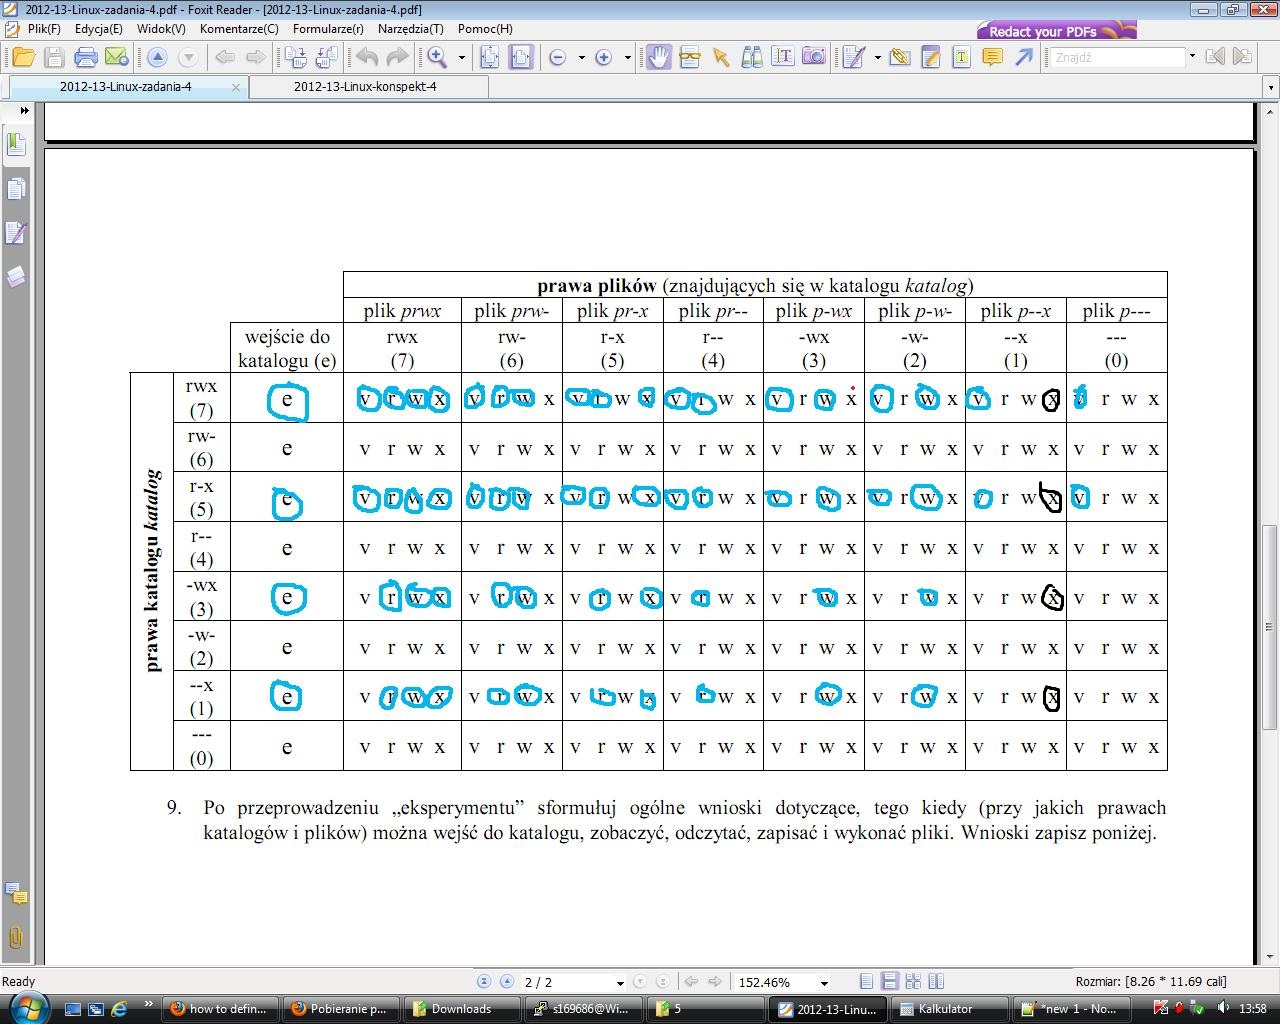 2012-13-Linux-zadania-4.pdf - Foxit Reader - [2012-13-Linux-zadania-4.pdf]
Plik(F) Edycja(E) Widok(V) Komentarze(C) Formularze(r) Narzędzia(T) Pomoc(H)
Redact your PDFs
Znajdź
2012-13-Linux-zadania-4 2012-13-Linux-konspekt-4
prawa plików (znajdujących się w katalogu katalog)
plik prwx plik prw- plik pr-x plik pr-- plik p-wx plik p-w- plik p--x plik p---
wejście do rwx rw- r-x r-- -wx -w- --x ---
katalogu (e) (7) (6) (5) (4) (3) (2) (1) (0)
prawa katalogu katalog
rwx
(7) e v r w x v r w x v r w x v r w x v r w x v r w x v r w x v r w x
rw-
(6) e v r w x v r w x v r w x v r w x v r w x v r w x v r w x v r w x
r-x
(5) e v r w x v r w x v r w x v r w x v r w x v r w x v r w x v r w x
r--
(4) e v r w x v r w x v r w x v r w x v r w x v r w x v r w x v r w x
-wx
(3) e v r w x v r w x v r w x v r w x v r w x v r w x v r w x v r w x
-w-
(2) e v r w x v r w x v r w x v r w x v r w x v r w x v r w x v r w x
--x
(1) e v r w x v r w x v r w x v r w x v r w x v r w x v r w x v r w x
---
(0) e v r w x v r w x v r w x v r w x v r w x v r w x v r w x v r w x
9. Po przeprowadzeniu „eksperymentu” sformułuj ogólne wnioski dotyczące, tego kiedy (przy jakich prawach
katalogów i plików) można wejść do katalogu, zobaczyć, odczytać, zapisać i wykonać pliki. Wnioski zapisz poniżej.
Ready 2 / 2 152.46% Rozmiar: [8.26 * 11.69 cali]
» how to defin... Pobieranie p... Downloads s169686@Wi... 5 2012-13-Linu... Kalkulator *new 1 - No... 13:58